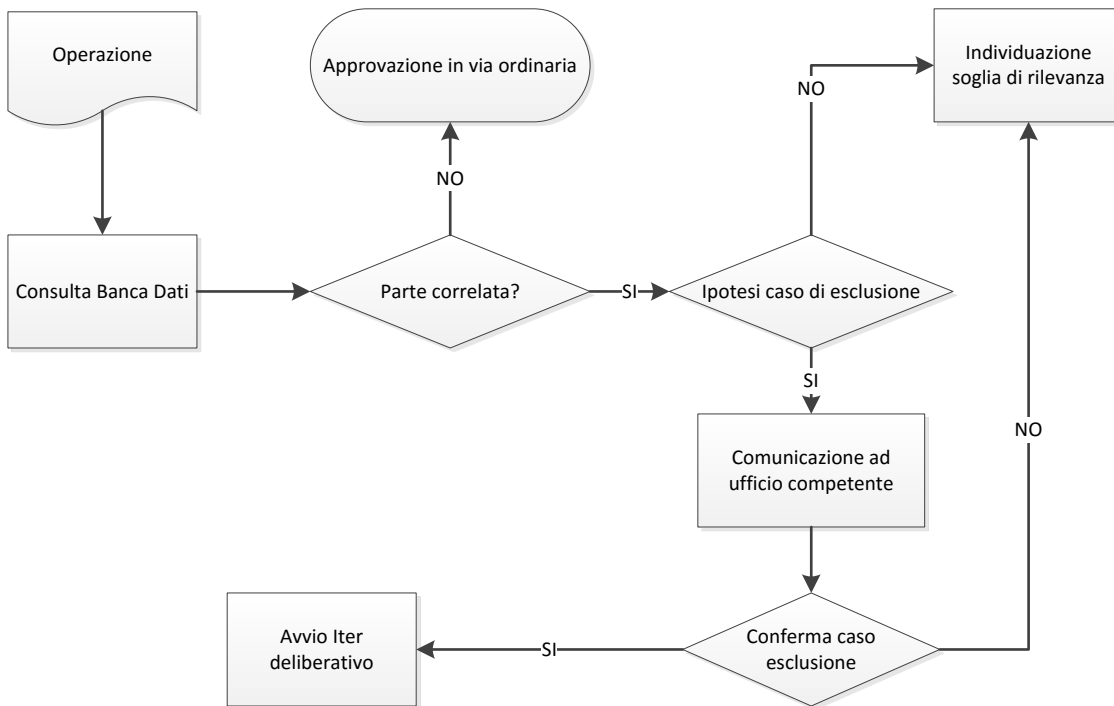 Operazione
Approvazione in via ordinaria
Individuazione
soglia di rilevanza
NO
NO
Consulta Banca Dati
Parte correlata?
SI
Ipotesi caso di esclusione
SI
NO
Comunicazione ad
ufficio competente
Avvio Iter
deliberativo
SI
Conferma caso
esclusione